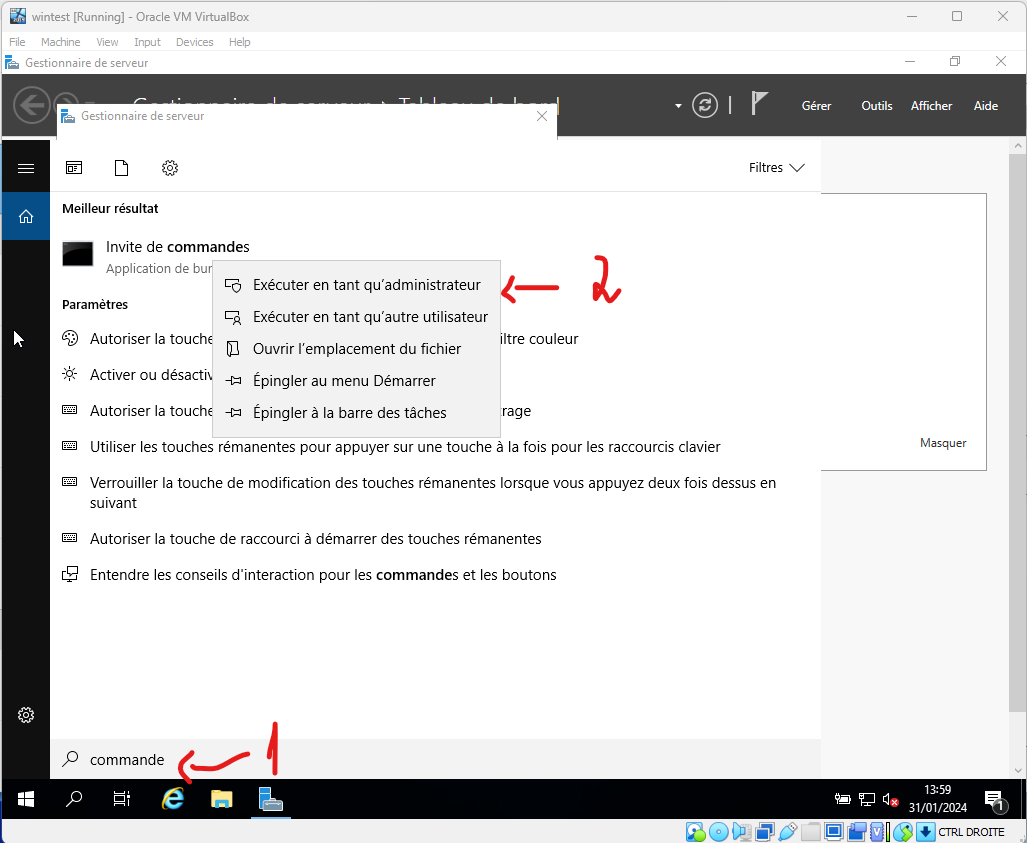 wintest [Running] - Oracle VM VirtualBox
File Machine View Input Devices Help
Gestionnaire de serveur
Gestionnaire de serveur Tableau de bord
Gérer Outils Afficher Aide
Gestionnaire de serveur
Filtres
Meilleur résultat
Invite de commandes
Application de bur
Exécuter en tant qu'administrateur
2
Exécuter en tant qu'autre utilisateur
Ouvrir l'emplacement du fichier
Épingler au menu Démarrer
Épingler à la barre des tâches
Paramètres
Autoriser la touche iltre couleur
Activer ou désactiv
Autoriser la touche rage
Utiliser les touches rémanentes pour appuyer sur une touche à la fois pour les raccourcis clavier
Verrouiller la touche de modification des touches rémanentes lorsque vous appuyez deux fois dessus en
suivant
Autoriser la touche de raccourci à démarrer des touches rémanentes
Entendre les conseils d'interaction pour les commandes et les boutons
Masquer
commande
1
13:59
31/01/2024
1
CTRL DROITE